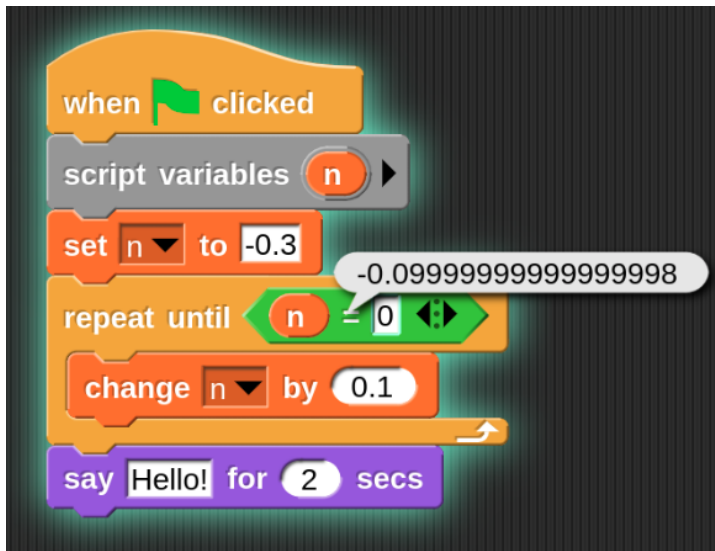 when clicked
script variables n
set n to -0.3
-0.09999999999999998
repeat until n = 0
change n by 0.1
say Hello! for 2 secs